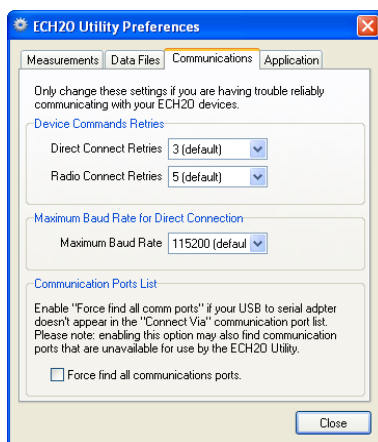 ECH2O Utility Preferences
Measurements Data Files Communications Application
Only change these settings if you are having trouble reliably
communicating with your ECH2O devices.
Device Commands Retries
Direct Connect Retries 3 (default)
Radio Connect Retries 5 (default)
Maximum Baud Rate for Direct Connection
Maximum Baud Rate 115200 (defaul
Communication Ports List
Enable "Force find all comm ports" if your USB to serial adpter
doesn't appear in the "Connect Via" communication port list.
Please note: enabling this option may also find communication
ports that are unavailable for use by the ECH2O Utility.
Force find all communications ports.
Close